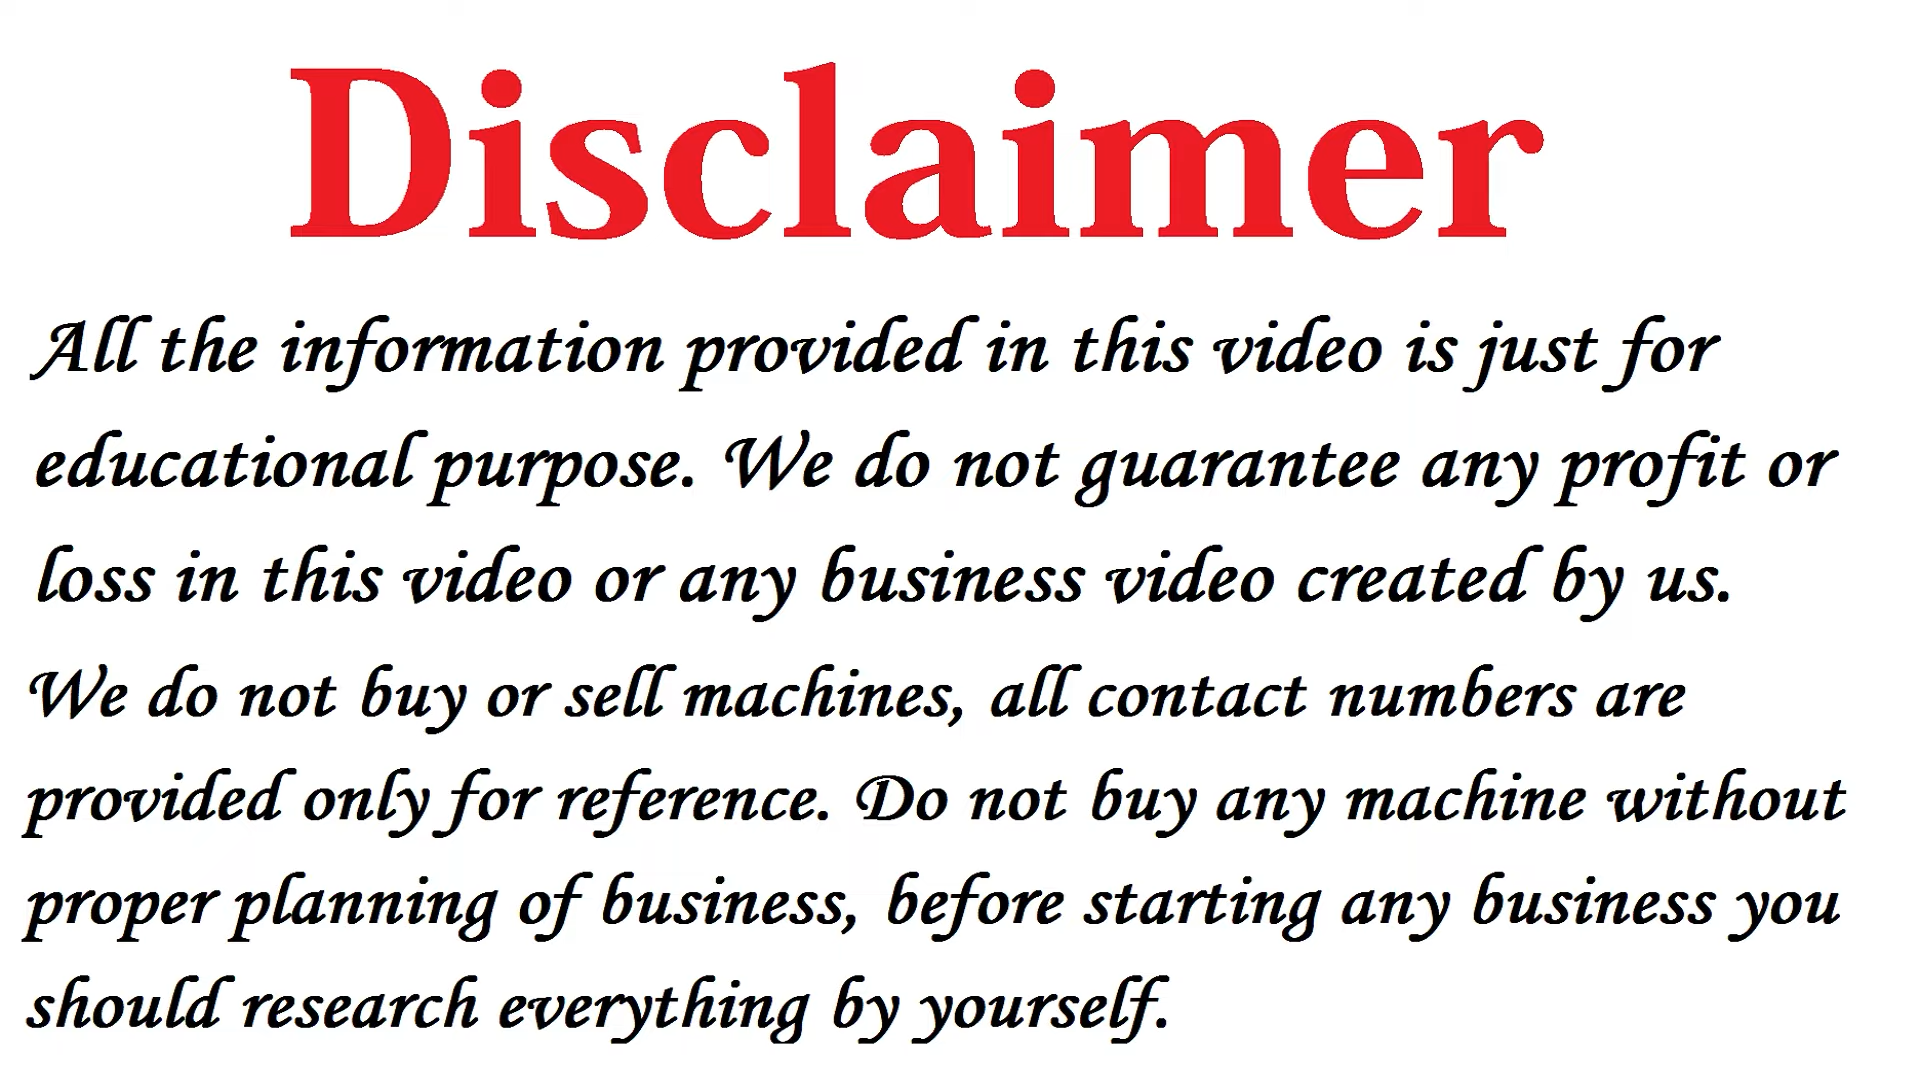 Disclaimer
All the information provided in this video is just for
educational purpose. We do not guarantee any profit or
loss in this video or any business video created by us.
We do not buy or sell machines, all contact numbers are
provided only for reference. Do not buy any machine without
proper planning of business, before starting any business you
should research everything by yourself.